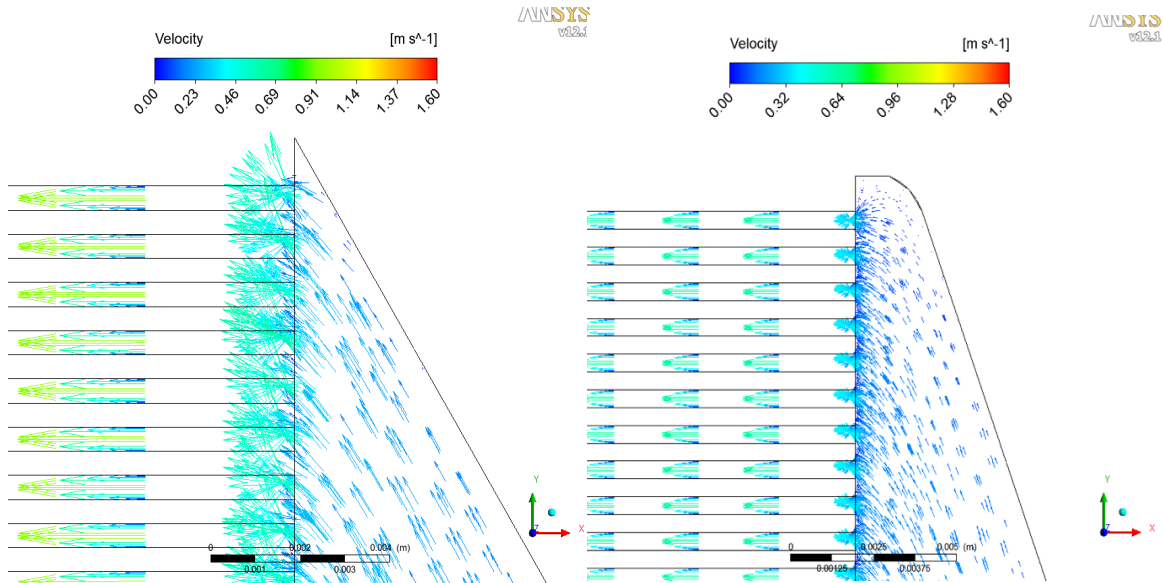 ANSYS
v12.1
Velocity [m s^-1]
0.00 0.23 0.46 0.69 0.91 1.14 1.37 1.60
Y
X
Z
0 0.002 0.004 (m)
0.001 0.003
ANSYS
v12.1
Velocity [m s^-1]
0.00 0.32 0.64 0.96 1.28 1.60
Y
X
Z
0 0.0025 0.005 (m)
0.00125 0.00375